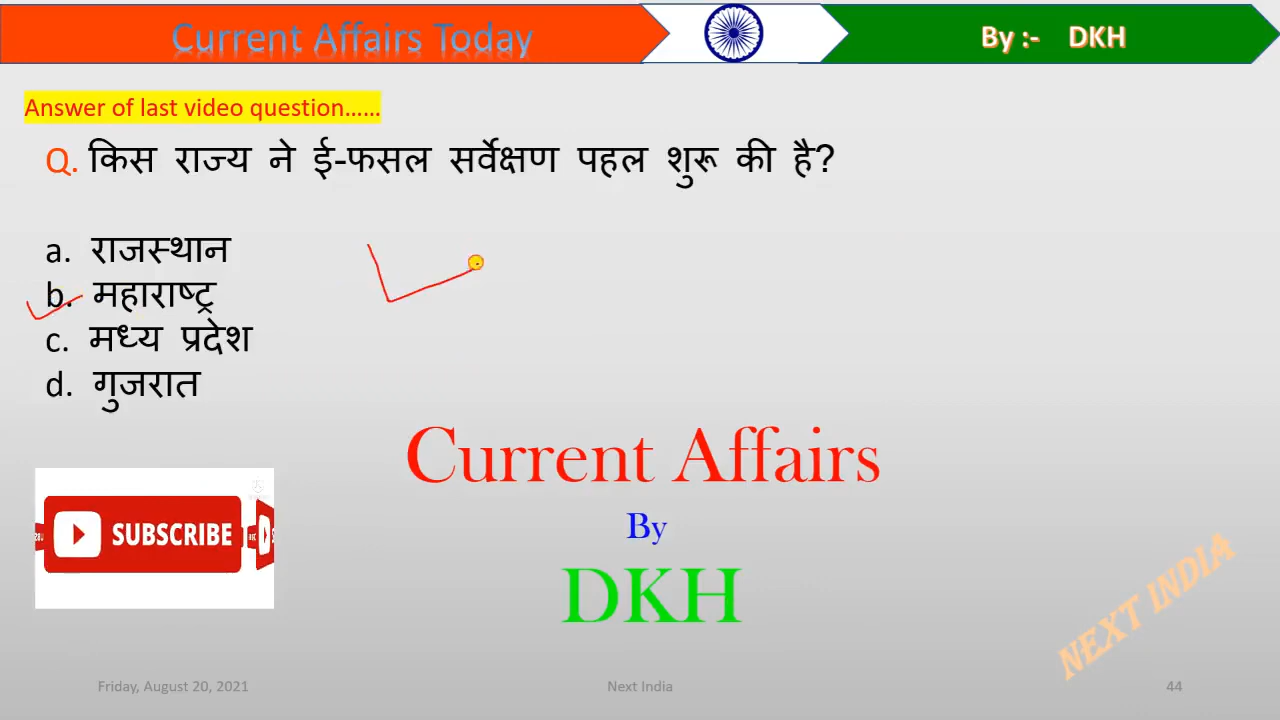 Current Affairs Today
By :- DKH
Answer of last video question……
Q. किस राज्य ने ई-फसल सर्वेक्षण पहल शुरू की है?
a. राजस्थान
b. महाराष्ट्र
c. मध्य प्रदेश
d. गुजरात
Current Affairs
By
DKH
SUBSCRIBE
NEXT INDIA
Friday, August 20, 2021
Next India
44